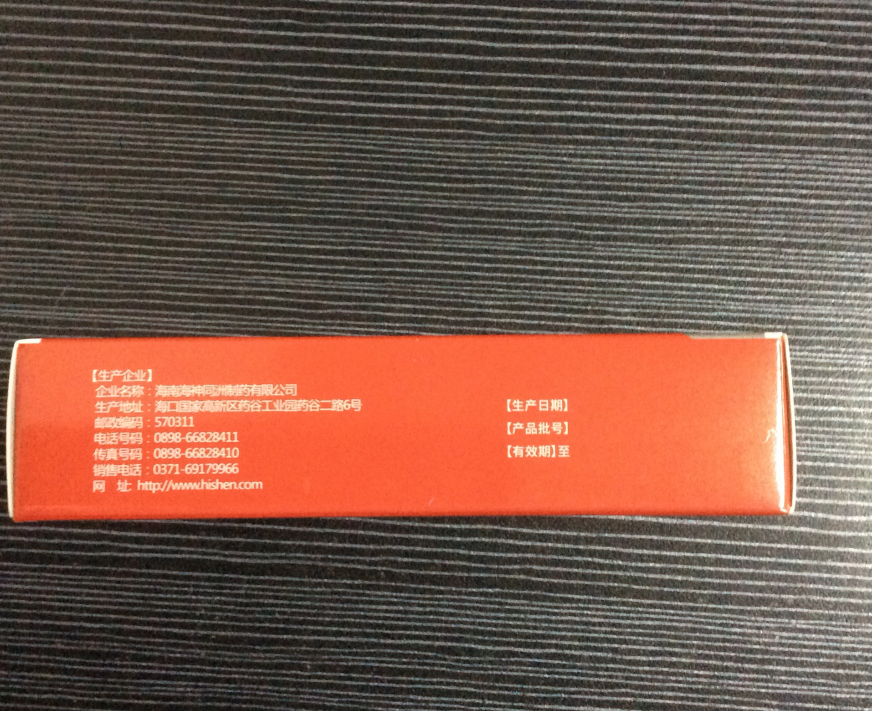 【生产企业】
企业名称：海南海神同洲制药有限公司
生产地址：海口国家高新区药谷工业园药谷二路6号
邮政编码：570311
电话号码：0898-66828411
传真号码：0898-66828410
销售电话：0371-69179966
网 址: http://www.hishen.com
【生产日期】
【产品批号】
【有效期】至